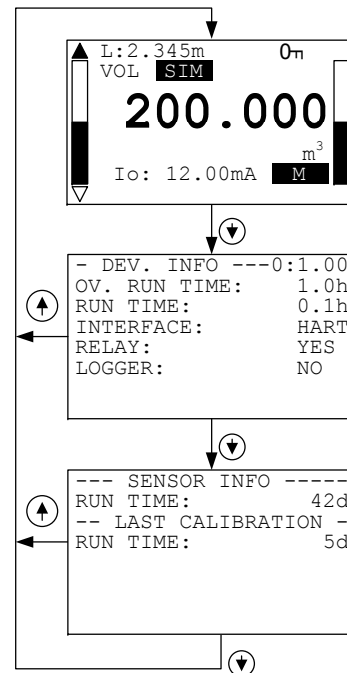 L:2.345m
VOL SIM
200.000
m³
Io: 12.00mA M
- DEV. INFO ---0:1.00
OV. RUN TIME: 1.0h
RUN TIME: 0.1h
INTERFACE: HART
RELAY: YES
LOGGER: NO
--- SENSOR INFO -----
RUN TIME: 42d
-- LAST CALIBRATION -
RUN TIME: 5d